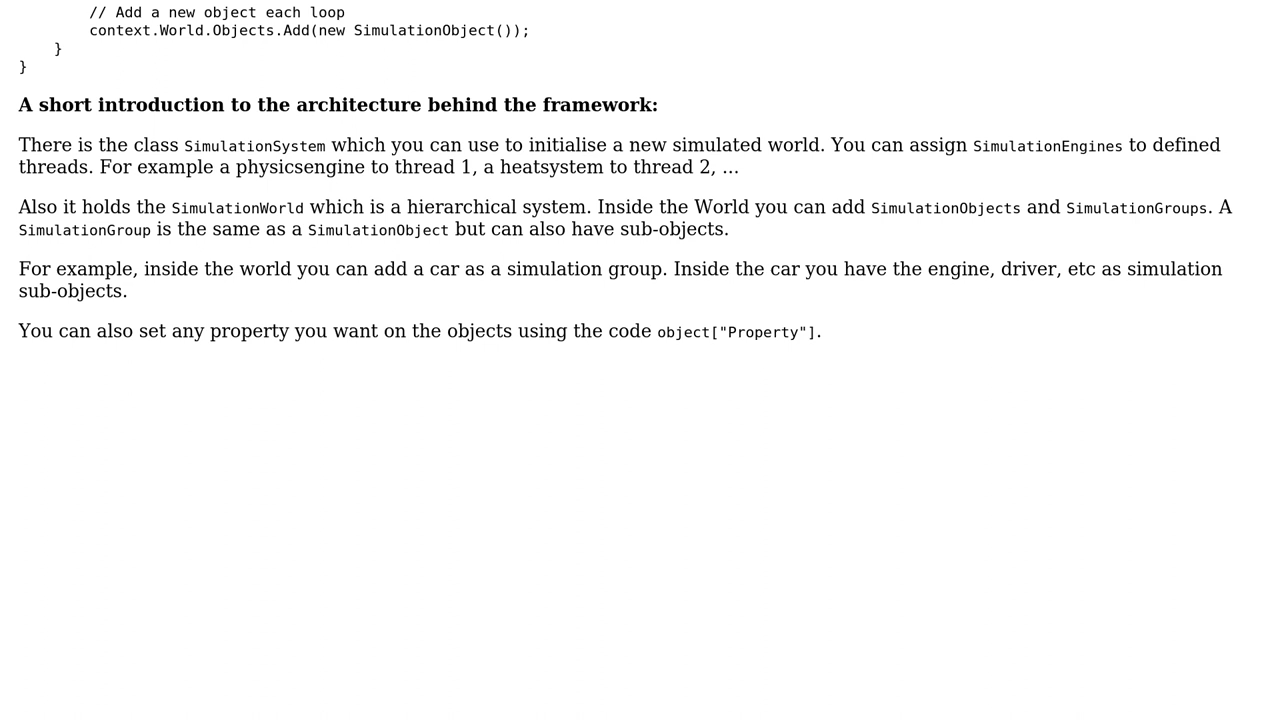 // Add a new object each loop
context.World.Objects.Add(new SimulationObject());
}
}
A short introduction to the architecture behind the framework:
There is the class SimulationSystem which you can use to initialise a new simulated world. You can assign SimulationEngines to defined
threads. For example a physicsengine to thread 1, a heatsystem to thread 2, ...
Also it holds the SimulationWorld which is a hierarchical system. Inside the World you can add SimulationObjects and SimulationGroups. A
SimulationGroup is the same as a SimulationObject but can also have sub-objects.
For example, inside the world you can add a car as a simulation group. Inside the car you have the engine, driver, etc as simulation
sub-objects.
You can also set any property you want on the objects using the code object["Property"].